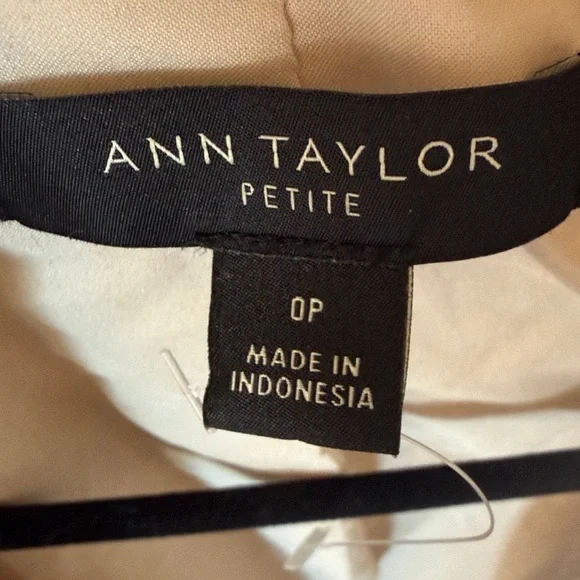 ANN TAYLOR
PETITE
0P
MADE IN
INDONESIA